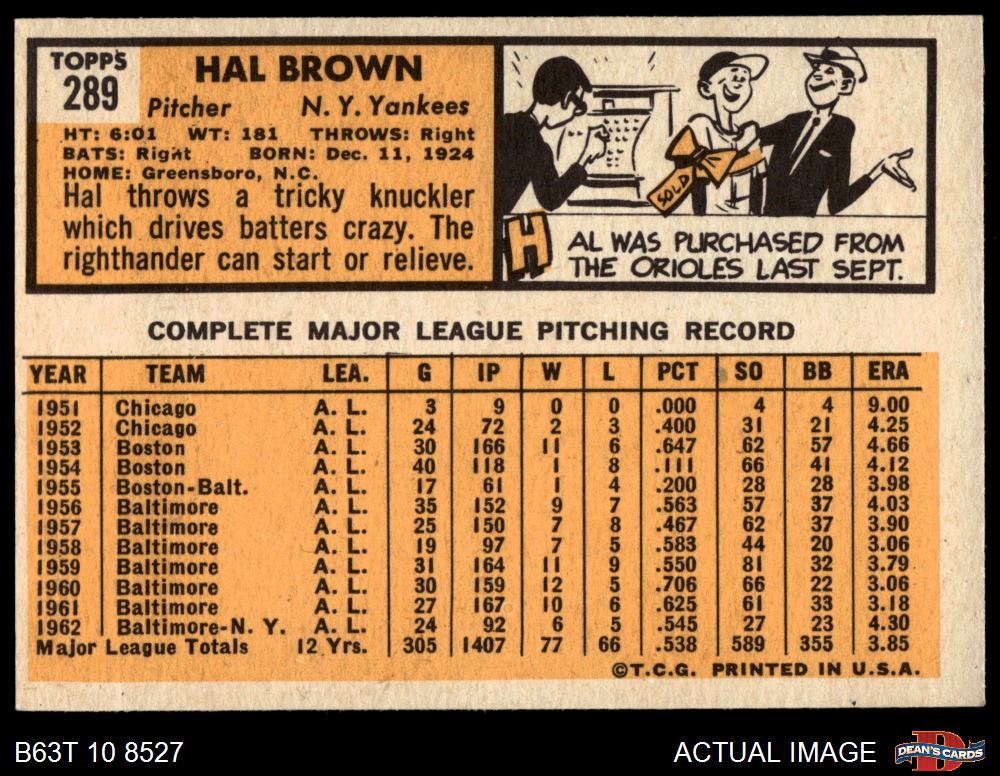 TOPPS
289
HAL BROWN
Pitcher N. Y. Yankees
HT: 6:01 WT: 181 THROWS: Right
BATS: Right BORN: Dec. 11, 1924
HOME: Greensboro, N.C.
Hal throws a tricky knuckler
which drives batters crazy. The
righthander can start or relieve.
SOLD
HAL WAS PURCHASED FROM
THE ORIOLES LAST SEPT.
COMPLETE MAJOR LEAGUE PITCHING RECORD
YEAR TEAM LEA. G IP W L PCT SO BB ERA
1951 Chicago A. L. 3 9 0 0 .000 4 4 9.00
1952 Chicago A. L. 24 72 2 3 .400 31 21 4.25
1953 Boston A. L. 30 166 11 6 .647 62 57 4.66
1954 Boston A. L. 40 118 1 8 .111 66 41 4.12
1955 Boston-Balt. A. L. 17 61 1 4 .200 28 28 3.98
1956 Baltimore A. L. 35 152 9 7 .563 57 37 4.03
1957 Baltimore A. L. 25 150 7 8 .467 62 37 3.90
1958 Baltimore A. L. 19 97 7 5 .583 44 20 3.06
1959 Baltimore A. L. 31 164 11 9 .550 81 32 3.79
1960 Baltimore A. L. 30 159 12 5 .706 66 22 3.06
1961 Baltimore A. L. 27 167 10 6 .625 61 33 3.18
1962 Baltimore-N. Y. A. L. 24 92 6 5 .545 27 23 4.30
Major League Totals 12 Yrs. 305 1407 77 66 .538 589 355 3.85
©T.C.G. PRINTED IN U.S.A.
B63T 10 8527 ACTUAL IMAGE DEAN'S CARDS